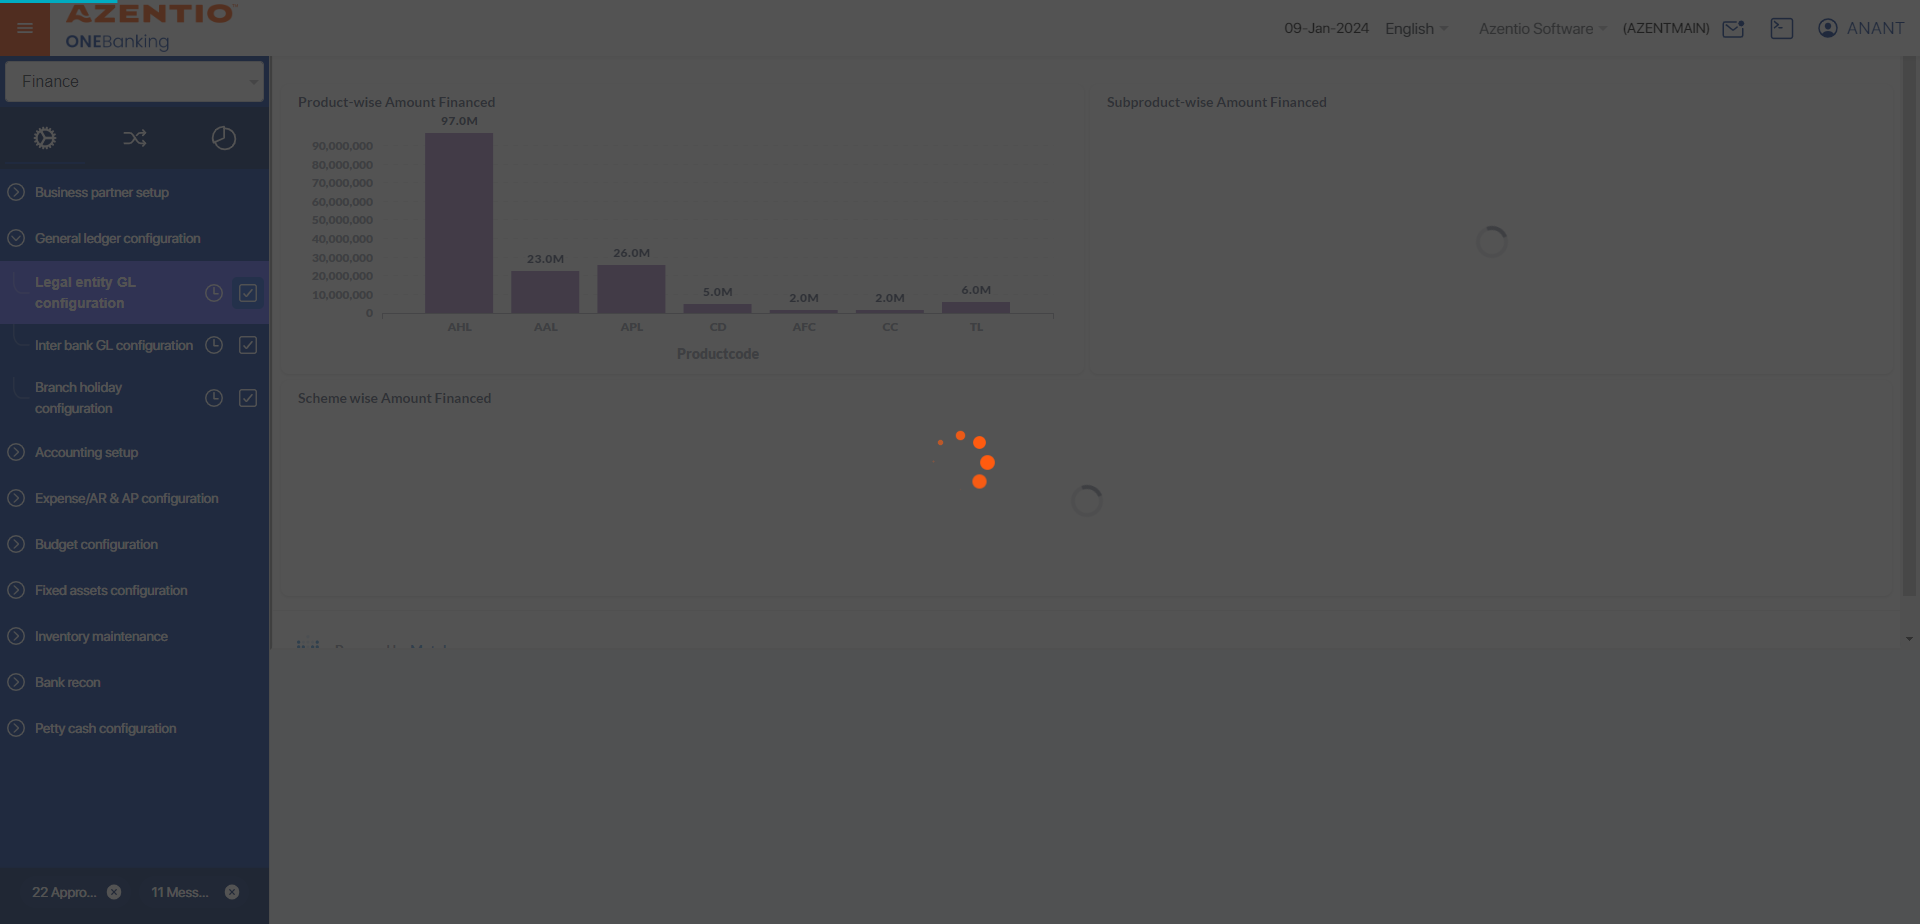 AZENTIO™
ONEBanking
09-Jan-2024 English Azentio Software (AZENTMAIN) ANANT
Finance
Business partner setup
General ledger configuration
Legal entity GL
configuration
Inter bank GL configuration
Branch holiday
configuration
Accounting setup
Expense/AR & AP configuration
Budget configuration
Fixed assets configuration
Inventory maintenance
Bank recon
Petty cash configuration
22 Appro...
11 Mess...
Product-wise Amount Financed
97.0M
90,000,000
80,000,000
70,000,000
60,000,000
50,000,000
40,000,000
30,000,000
20,000,000
10,000,000
0
23.0M
26.0M
5.0M
2.0M
2.0M
6.0M
AHL AAL APL CD AFC CC TL
Productcode
Subproduct-wise Amount Financed
Scheme wise Amount Financed